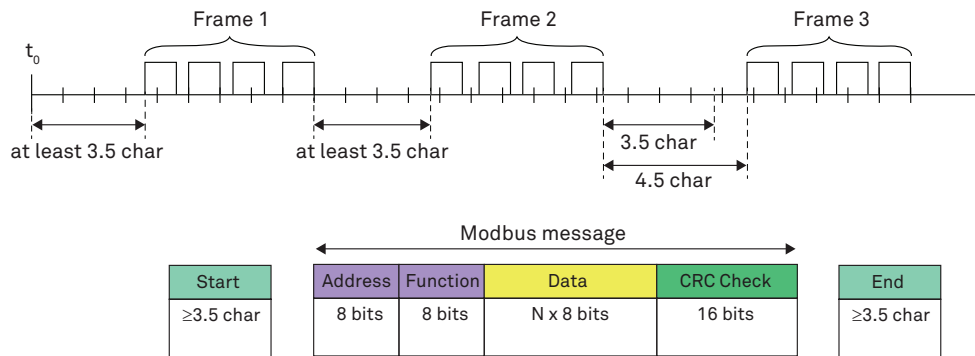 Frame 1
Frame 2
Frame 3
t0
at least 3.5 char
at least 3.5 char
3.5 char
4.5 char
Modbus message
Start
Address
Function
Data
CRC Check
End
≥3.5 char
8 bits
8 bits
N x 8 bits
16 bits
≥3.5 char